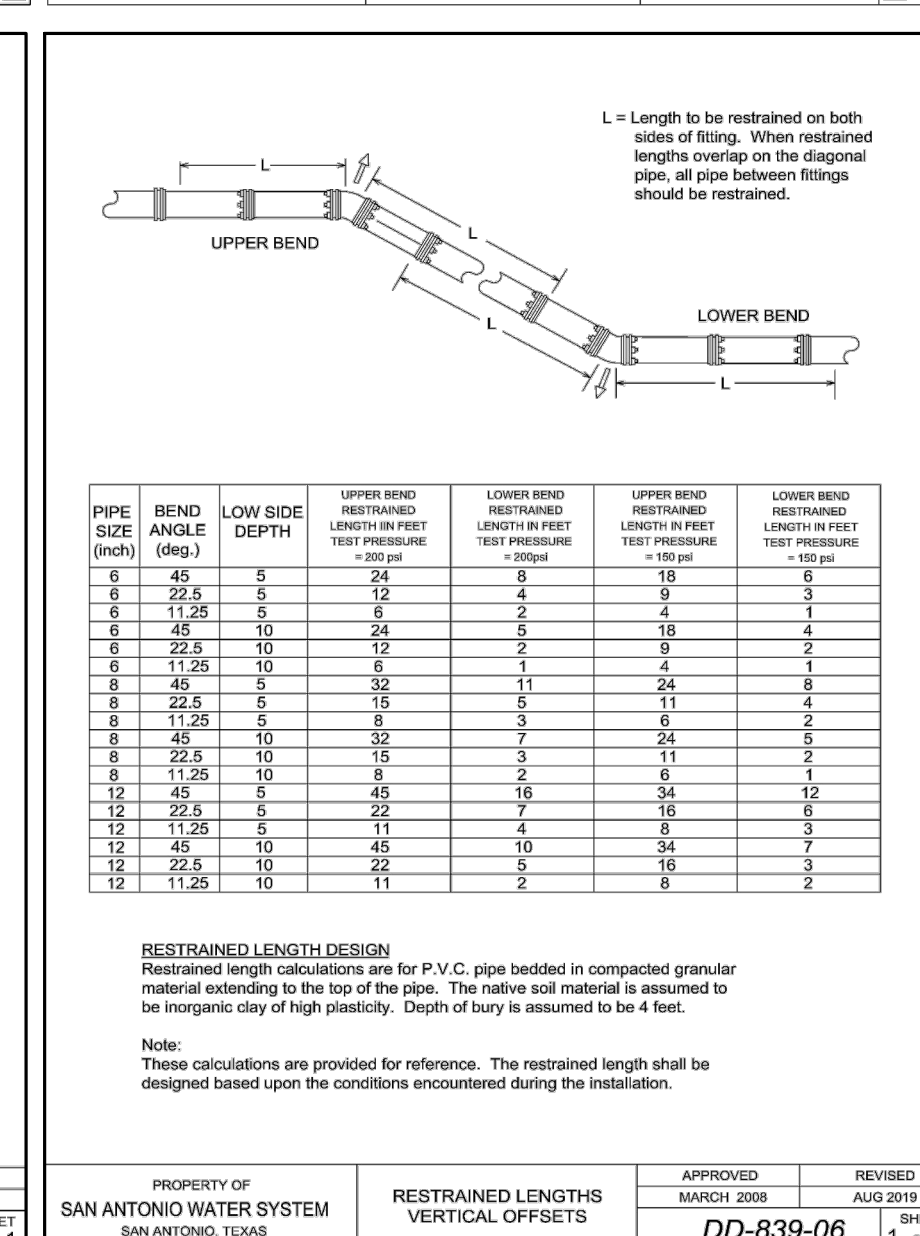 L = Length to be restrained on both
sides of fitting. When restrained
lengths overlap on the diagonal
pipe, all pipe between fittings
should be restrained.
L
UPPER BEND
L
LOWER BEND
L
L
PIPE SIZE (inch) BEND ANGLE (deg.) LOW SIDE DEPTH UPPER BEND RESTRAINED LENGTH IIN FEET TEST PRESSURE = 200 psi LOWER BEND RESTRAINED LENGTH IN FEET TEST PRESSURE = 200psi UPPER BEND RESTRAINED LENGTH IN FEET TEST PRESSURE = 150 psi LOWER BEND RESTRAINED LENGTH IN FEET TEST PRESSURE = 150 psi
6 45 5 24 8 18 6
6 22.5 5 12 4 9 3
6 11.25 5 6 2 4 1
6 45 10 24 5 18 4
6 22.5 10 12 2 9 2
6 11.25 10 6 1 4 1
8 45 5 32 11 24 8
8 22.5 5 15 5 11 4
8 11.25 5 8 3 6 2
8 45 10 32 7 24 5
8 22.5 10 15 3 11 2
8 11.25 10 8 2 6 1
12 45 5 45 16 34 12
12 22.5 5 22 7 16 6
12 11.25 5 11 4 8 3
12 45 10 45 10 34 7
12 22.5 10 22 5 16 3
12 11.25 10 11 2 8 2
RESTRAINED LENGTH DESIGN
Restrained length calculations are for P.V.C. pipe bedded in compacted granular
material extending to the top of the pipe. The native soil material is assumed to
be inorganic clay of high plasticity. Depth of bury is assumed to be 4 feet.
Note:
These calculations are provided for reference. The restrained length shall be
designed based upon the conditions encountered during the installation.
PROPERTY OF
SAN ANTONIO WATER SYSTEM
SAN ANTONIO, TEXAS
RESTRAINED LENGTHS
VERTICAL OFFSETS
APPROVED REVISED
MARCH 2008 AUG 2019
DD-839-06